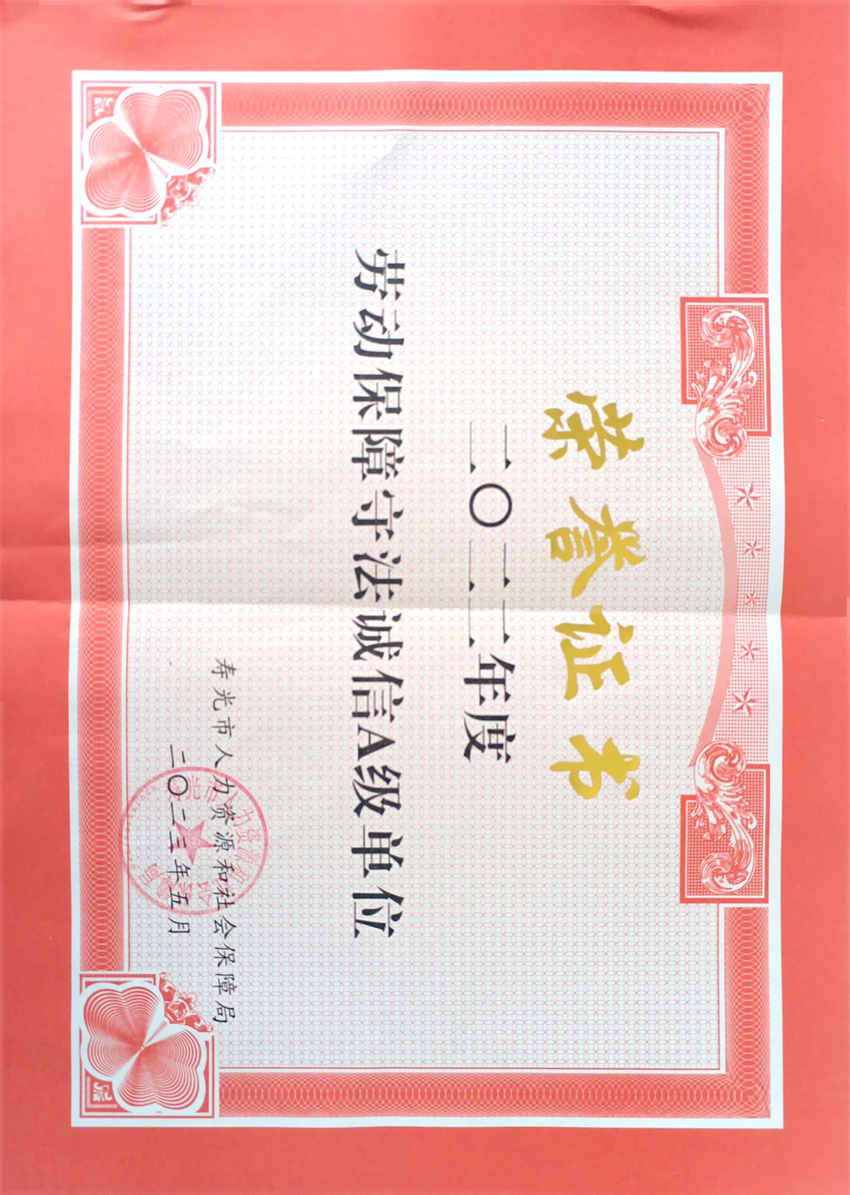 荣誉证书
二〇二二年度
劳动保障守法诚信A级单位
寿光市人力资源和社会保障局
二〇二三年五月